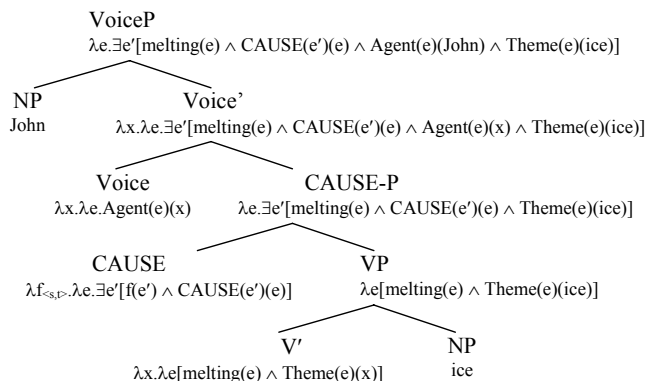 VoiceP
λe.∃e′[melting(e) ∧ CAUSE(e′)(e) ∧ Agent(e)(John) ∧ Theme(e)(ice)]
NP Voice’
John λx.λe.∃e′[melting(e) ∧ CAUSE(e′)(e) ∧ Agent(e)(x) ∧ Theme(e)(ice)]
Voice CAUSE-P
λx.λe.Agent(e)(x) λe.∃e′[melting(e) ∧ CAUSE(e′)(e) ∧ Theme(e)(ice)]
CAUSE VP
λf<s,t>.λe.∃e′[f(e′) ∧ CAUSE(e′)(e)] λe[melting(e) ∧ Theme(e)(ice)]
V′ NP
λx.λe[melting(e) ∧ Theme(e)(x)] ice